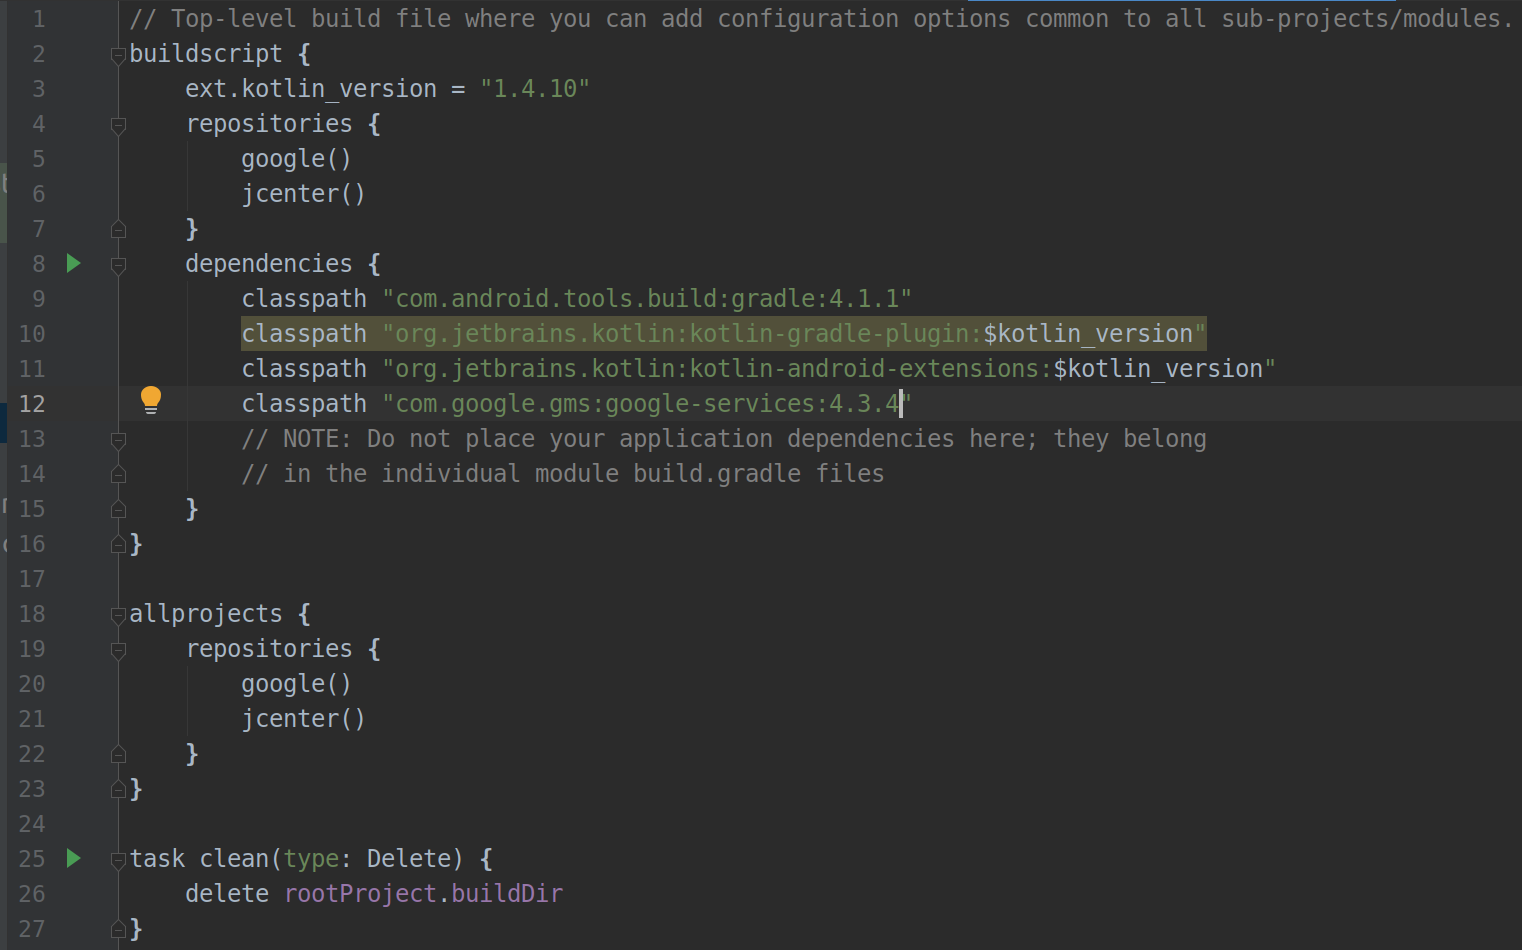 1 // Top-level build file where you can add configuration options common to all sub-projects/modules.
2 buildscript {
3     ext.kotlin_version = "1.4.10"
4     repositories {
5         google()
6         jcenter()
7     }
8     dependencies {
9         classpath "com.android.tools.build:gradle:4.1.1"
10         classpath "org.jetbrains.kotlin:kotlin-gradle-plugin:$kotlin_version"
11         classpath "org.jetbrains.kotlin:kotlin-android-extensions:$kotlin_version"
12         classpath "com.google.gms:google-services:4.3.4"
13         // NOTE: Do not place your application dependencies here; they belong
14         // in the individual module build.gradle files
15     }
16 }
17
18 allprojects {
19     repositories {
20         google()
21         jcenter()
22     }
23 }
24
25 task clean(type: Delete) {
26     delete rootProject.buildDir
27 }